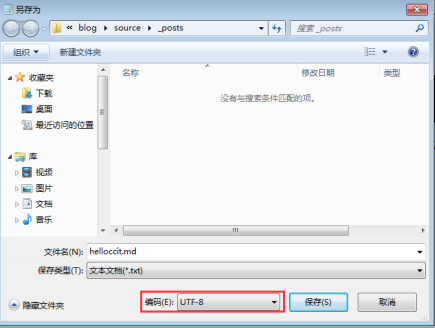 另存为
« blog ▸ source ▸ _posts
搜索 _posts
组织 ▼ 新建文件夹
收藏夹
下载
桌面
最近访问的位置
库
视频
图片
文档
音乐
名称 修改日期 类型
没有与搜索条件匹配的项。
文件名(N): helloccit.md
保存类型(T): 文本文档(*.txt)
隐藏文件夹 编码(E): UTF-8 保存(S) 取消